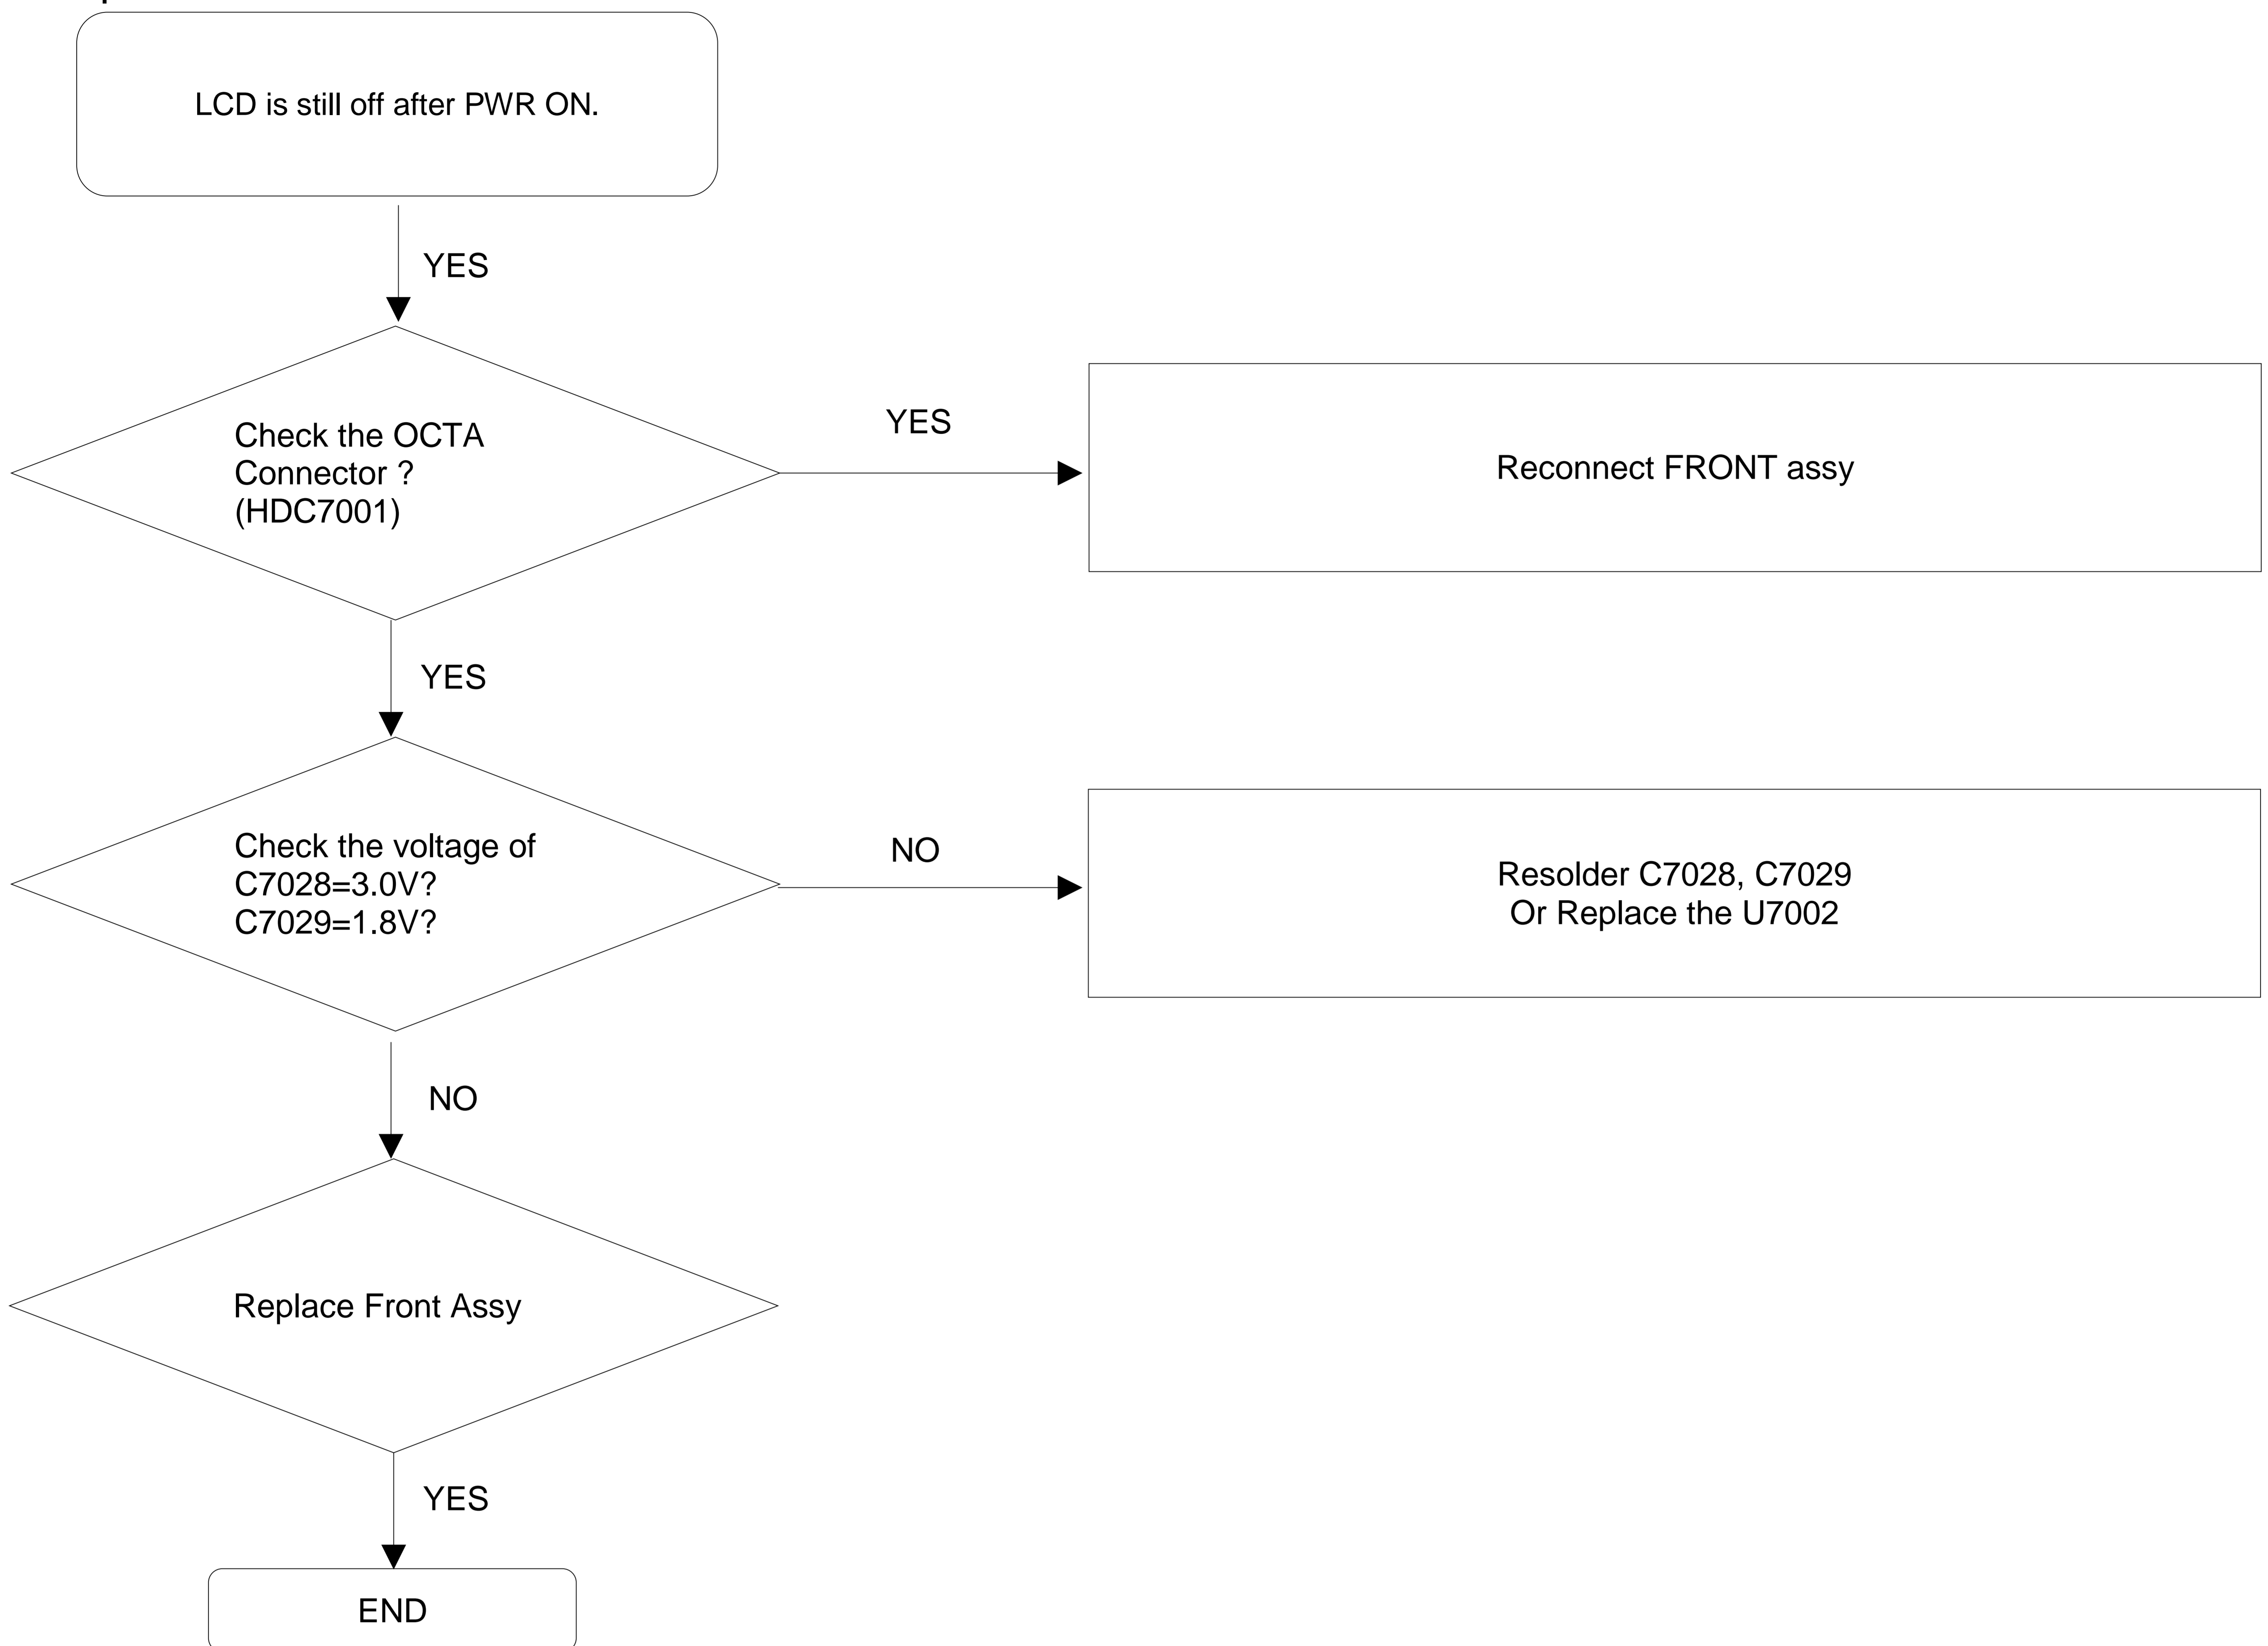 LCD is still off after PWR ON.
YES
Check the OCTA
Connector ?
(HDC7001)
YES
Reconnect FRONT assy
YES
Check the voltage of
C7028=3.0V?
C7029=1.8V?
NO
Resolder C7028, C7029
Or Replace the U7002
NO
Replace Front Assy
YES
END